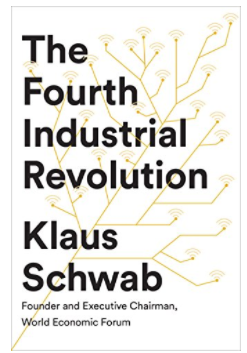 The
Fourth
Industrial
Revolution
Klaus
Schwab
Founder and Executive Chairman,
World Economic Forum